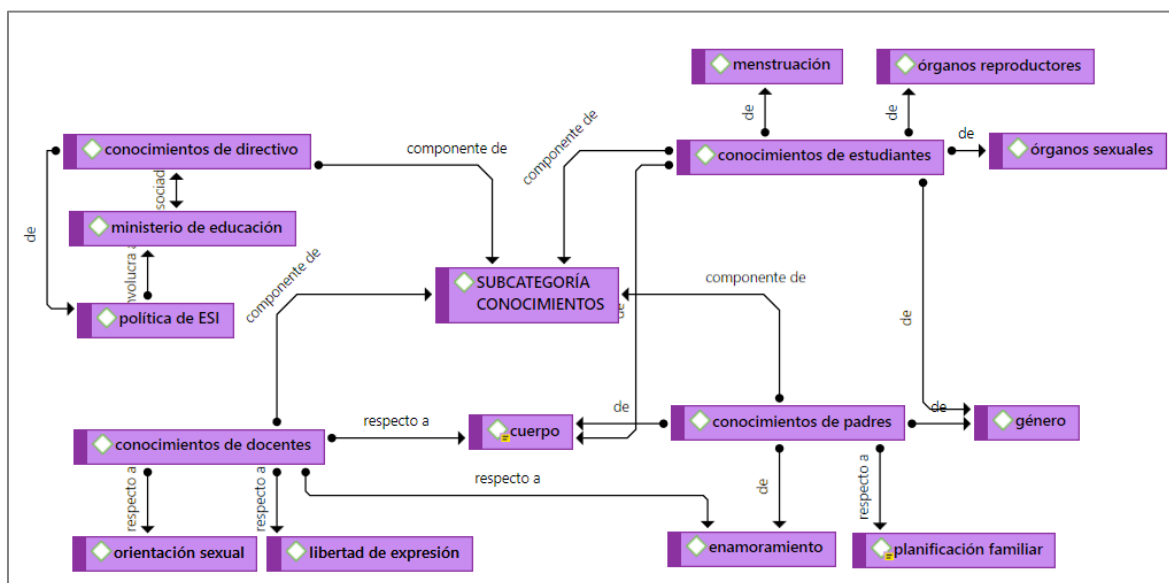 menstruación
órganos reproductores
de
de
conocimientos de directivo
componente de
componente de
conocimientos de estudiantes
de
órganos sexuales
sociad
ministerio de educación
de
nvolucra a
SUBCATEGORÍA
CONOCIMIENTOS
componente de
componente de
política de ESI
de
de
conocimientos de docentes
respecto a
cuerpo
de
conocimientos de padres
de
género
respecto a
respecto a
respecto a
de
respecto a
orientación sexual
libertad de expresión
enamoramiento
planificación familiar